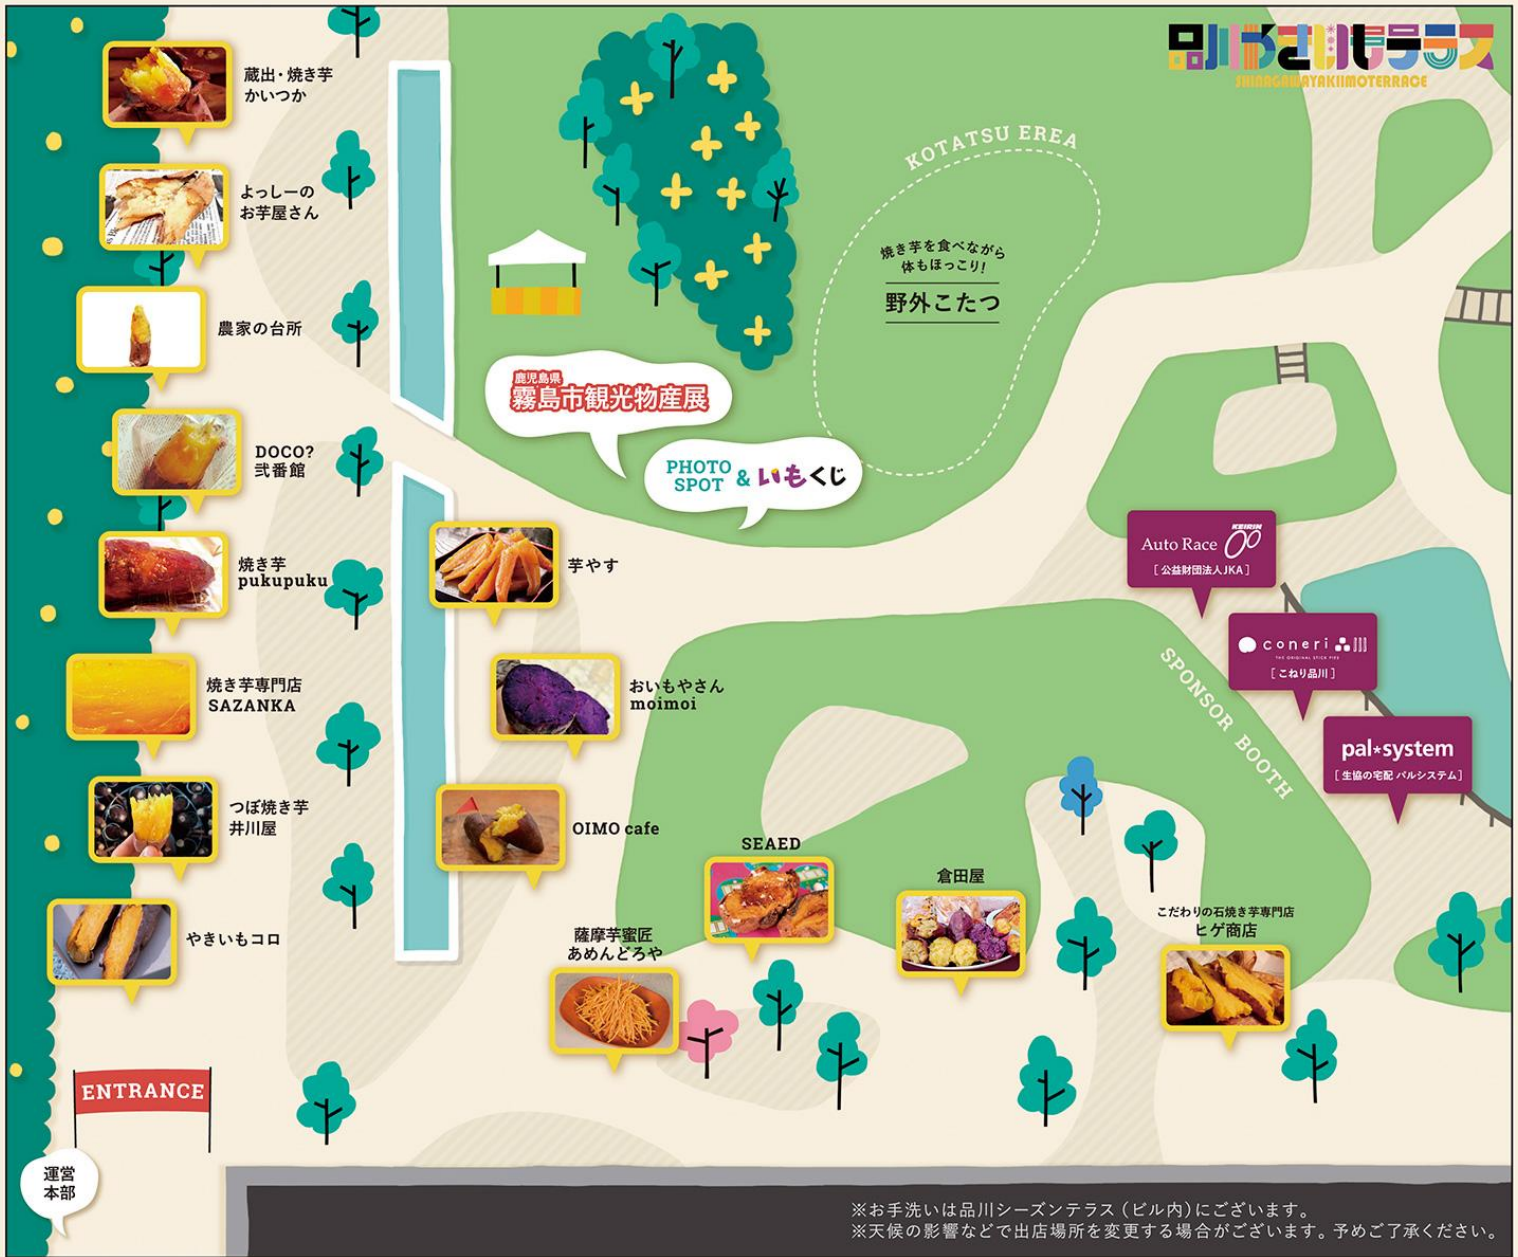 品川やきいもテラス
SHINAGAWAYAKIIMOTERRACE
蔵出・焼き芋
かいつか
よっしーの
お芋屋さん
農家の台所
DOCO?
弐番館
焼き芋
pukupuku
焼き芋専門店
SAZANKA
つぼ焼き芋
井川屋
やきいもコロ
ENTRANCE
運営
本部
KOTATSU EREA
焼き芋を食べながら
体もほっこり!
野外こたつ
鹿児島県
霧島市観光物産展
PHOTO
SPOT & いもくじ
芋やす
おいもやさん
moimoi
OIMO cafe
薩摩芋蜜匠
あめんどろや
SEAED
倉田屋
こだわりの石焼き芋専門店
ヒゲ商店
SPONSOR BOOTH
KEIRIN
Auto Race
[公益財団法人JKA]
coneri 品川
THE ORIGINAL STICK PIES
[こねり品川]
pal*system
[生協の宅配 パルシステム]
※お手洗いは品川シーズンテラス(ビル内)にございます。
※天候の影響などで出店場所を変更する場合がございます。予めご了承ください。